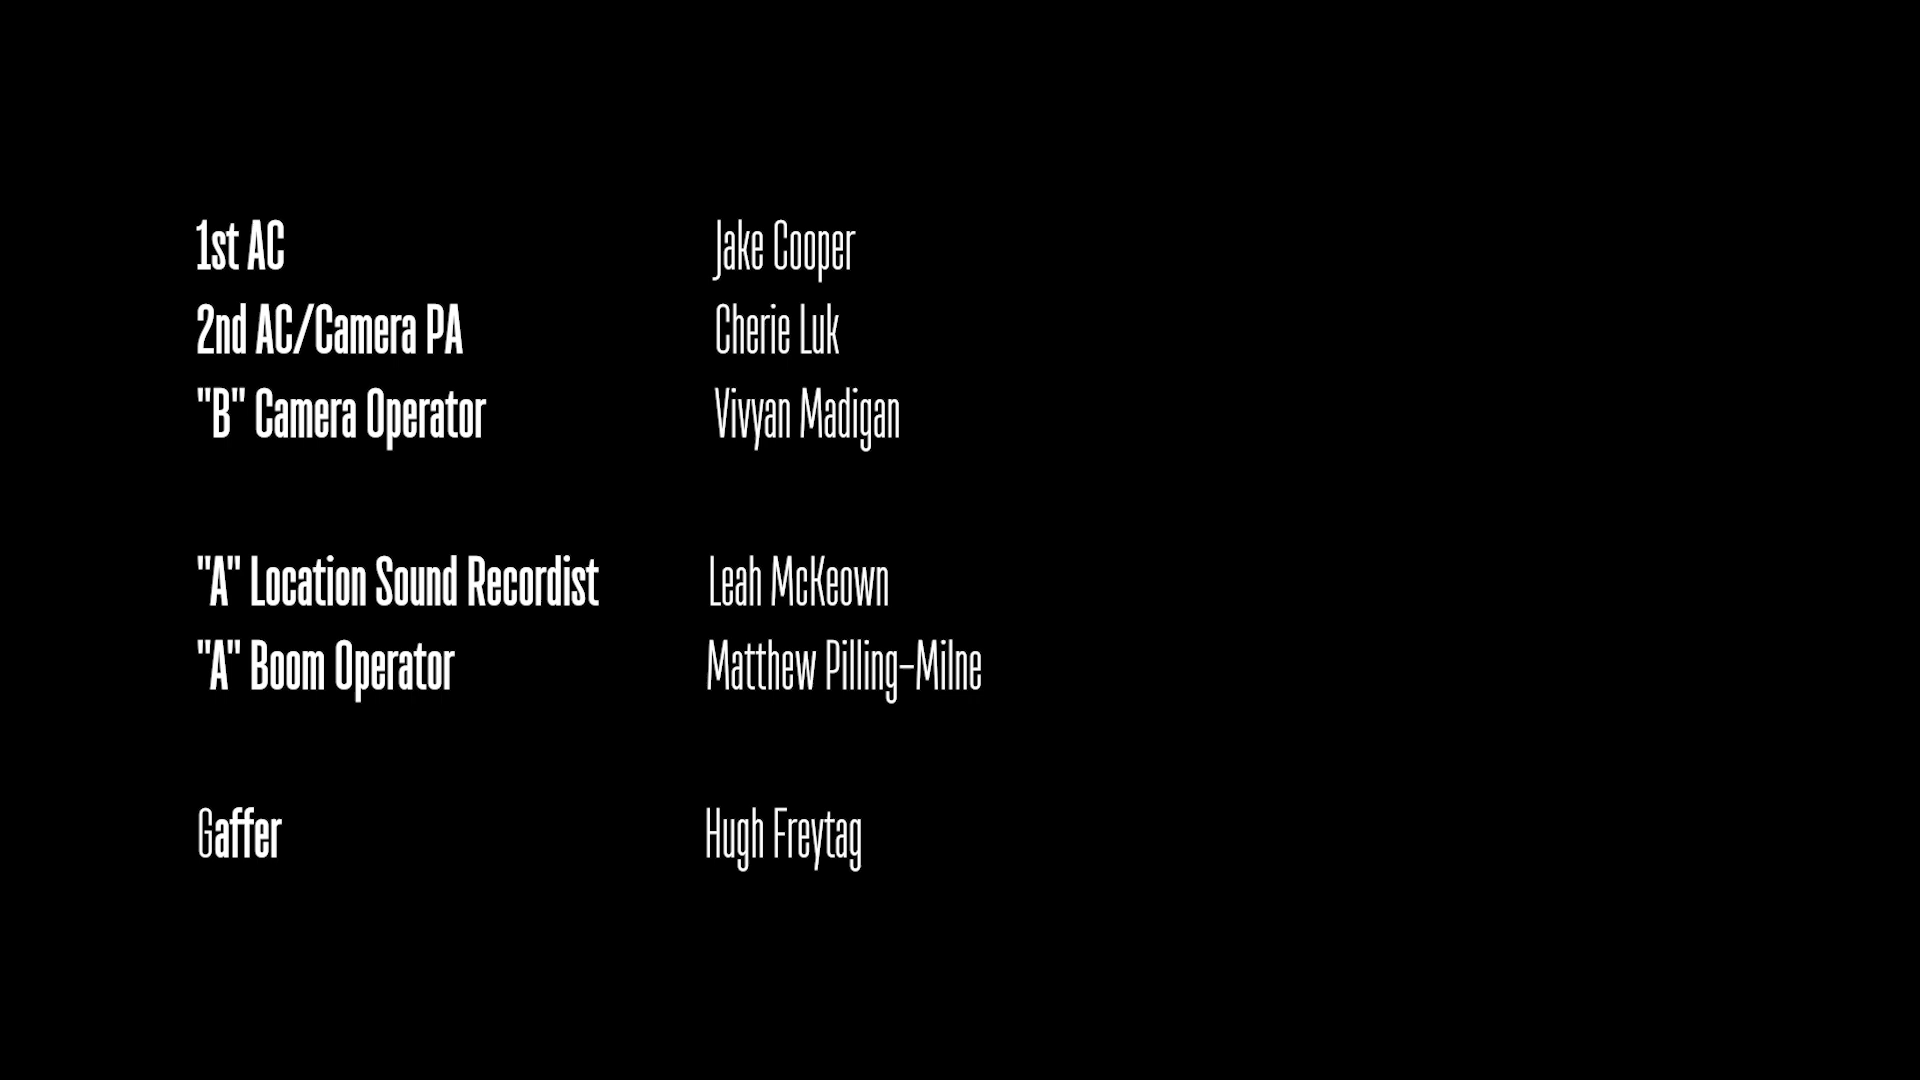 1st AC Jake Cooper
2nd AC/Camera PA Cherie Luk
"B" Camera Operator Vivyan Madigan
"A" Location Sound Recordist Leah McKeown
"A" Boom Operator Matthew Pilling-Milne
Gaffer Hugh Freytag